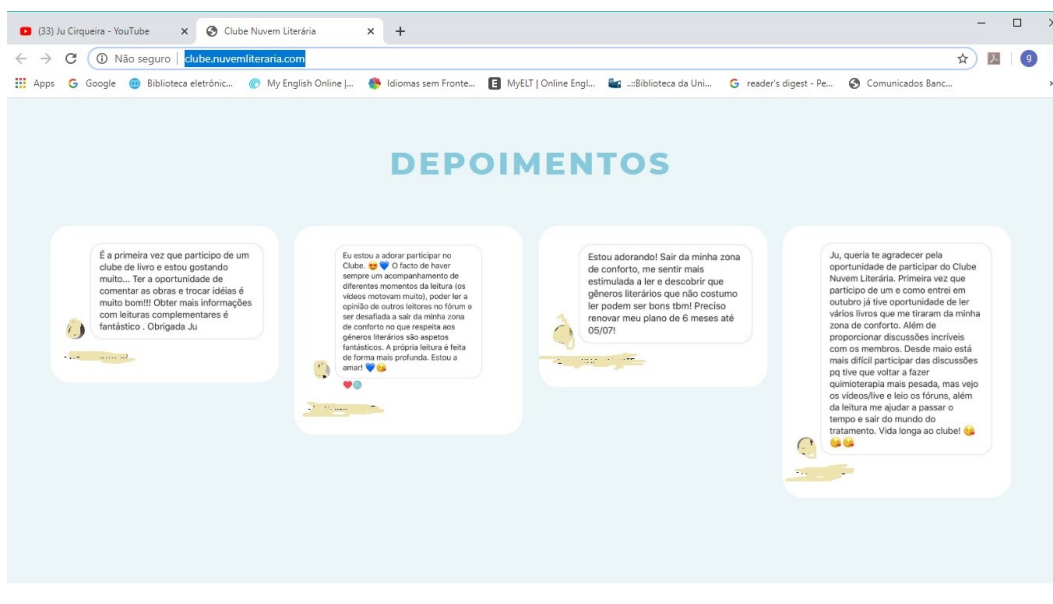 (33) Ju Cirqueira - YouTube
Clube Nuvem Literária
Não seguro
clube.nuvemliteraria.com
g
Apps
Google
Biblioteca eletrônic...
My English Online |...
Idiomas sem Fronte...
MyELT | Online Engl...
..::Biblioteca da Uni...
reader's digest - Pe...
Comunicados Banc...
DEPOIMENTOS
É a primeira vez que participo de um
clube de livro e estou gostando
muito... Ter a oportunidade de
comentar as obras e trocar idéias é
muito bom!!! Obter mais informações
com leituras complementares é
fantástico . Obrigada Ju
Eu estou a adorar participar no
Clube. 😍 💙 O facto de haver
sempre um acompanhamento de
diferentes momentos da leitura (os
vídeos motovam muito), poder ler a
opinião de outros leitores no fórum e
ser desafiada a sair da minha zona
de conforto no que respeita aos
géneros literários são aspetos
fantásticos. A própria leitura é feita
de forma mais profunda. Estou a
amar! 💙 😘
Estou adorando! Sair da minha zona
de conforto, me sentir mais
estimulada a ler e descobrir que
gêneros literários que não costumo
ler podem ser bons tbm! Preciso
renovar meu plano de 6 meses até
05/07!
Ju, queria te agradecer pela
oportunidade de participa do Clube
Nuvem Literária. Primeira vez que
participo de um e como entrei em
outubro já tive oportunidade de ler
vários livros que me tiraram da minha
zona de conforto. Além de
proporcionar discussões incríveis
com os membros. Desde maio está
mais difícil participar das discussões
pq tive que voltar a fazer
quimioterapia mais pesada, mas vejo
os vídeos/live e leio os fóruns, além
da leitura me ajudar a passar o
tempo e sair do mundo do
tratamento. Vida longa ao clube! 😘
😘 😘